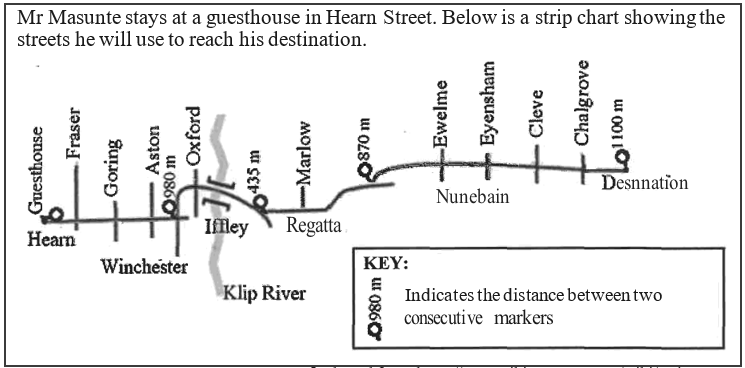 Mr Masunte stays at a guesthouse in Hearn Street. Below is a strip chart showing the
streets he will use to reach his destination.
Guesthouse
Fraser
Goring
Aston
980 m
Oxford
435 m
Marlow
870 m
Ewelme
Eyensham
Cleve
Chalgrove
1100 m
Hearn
Winchester
Iffley
Regatta
Nunebain
Desnnation
Klip River
KEY:
980 m
Indicates the distance between two
consecutive markers